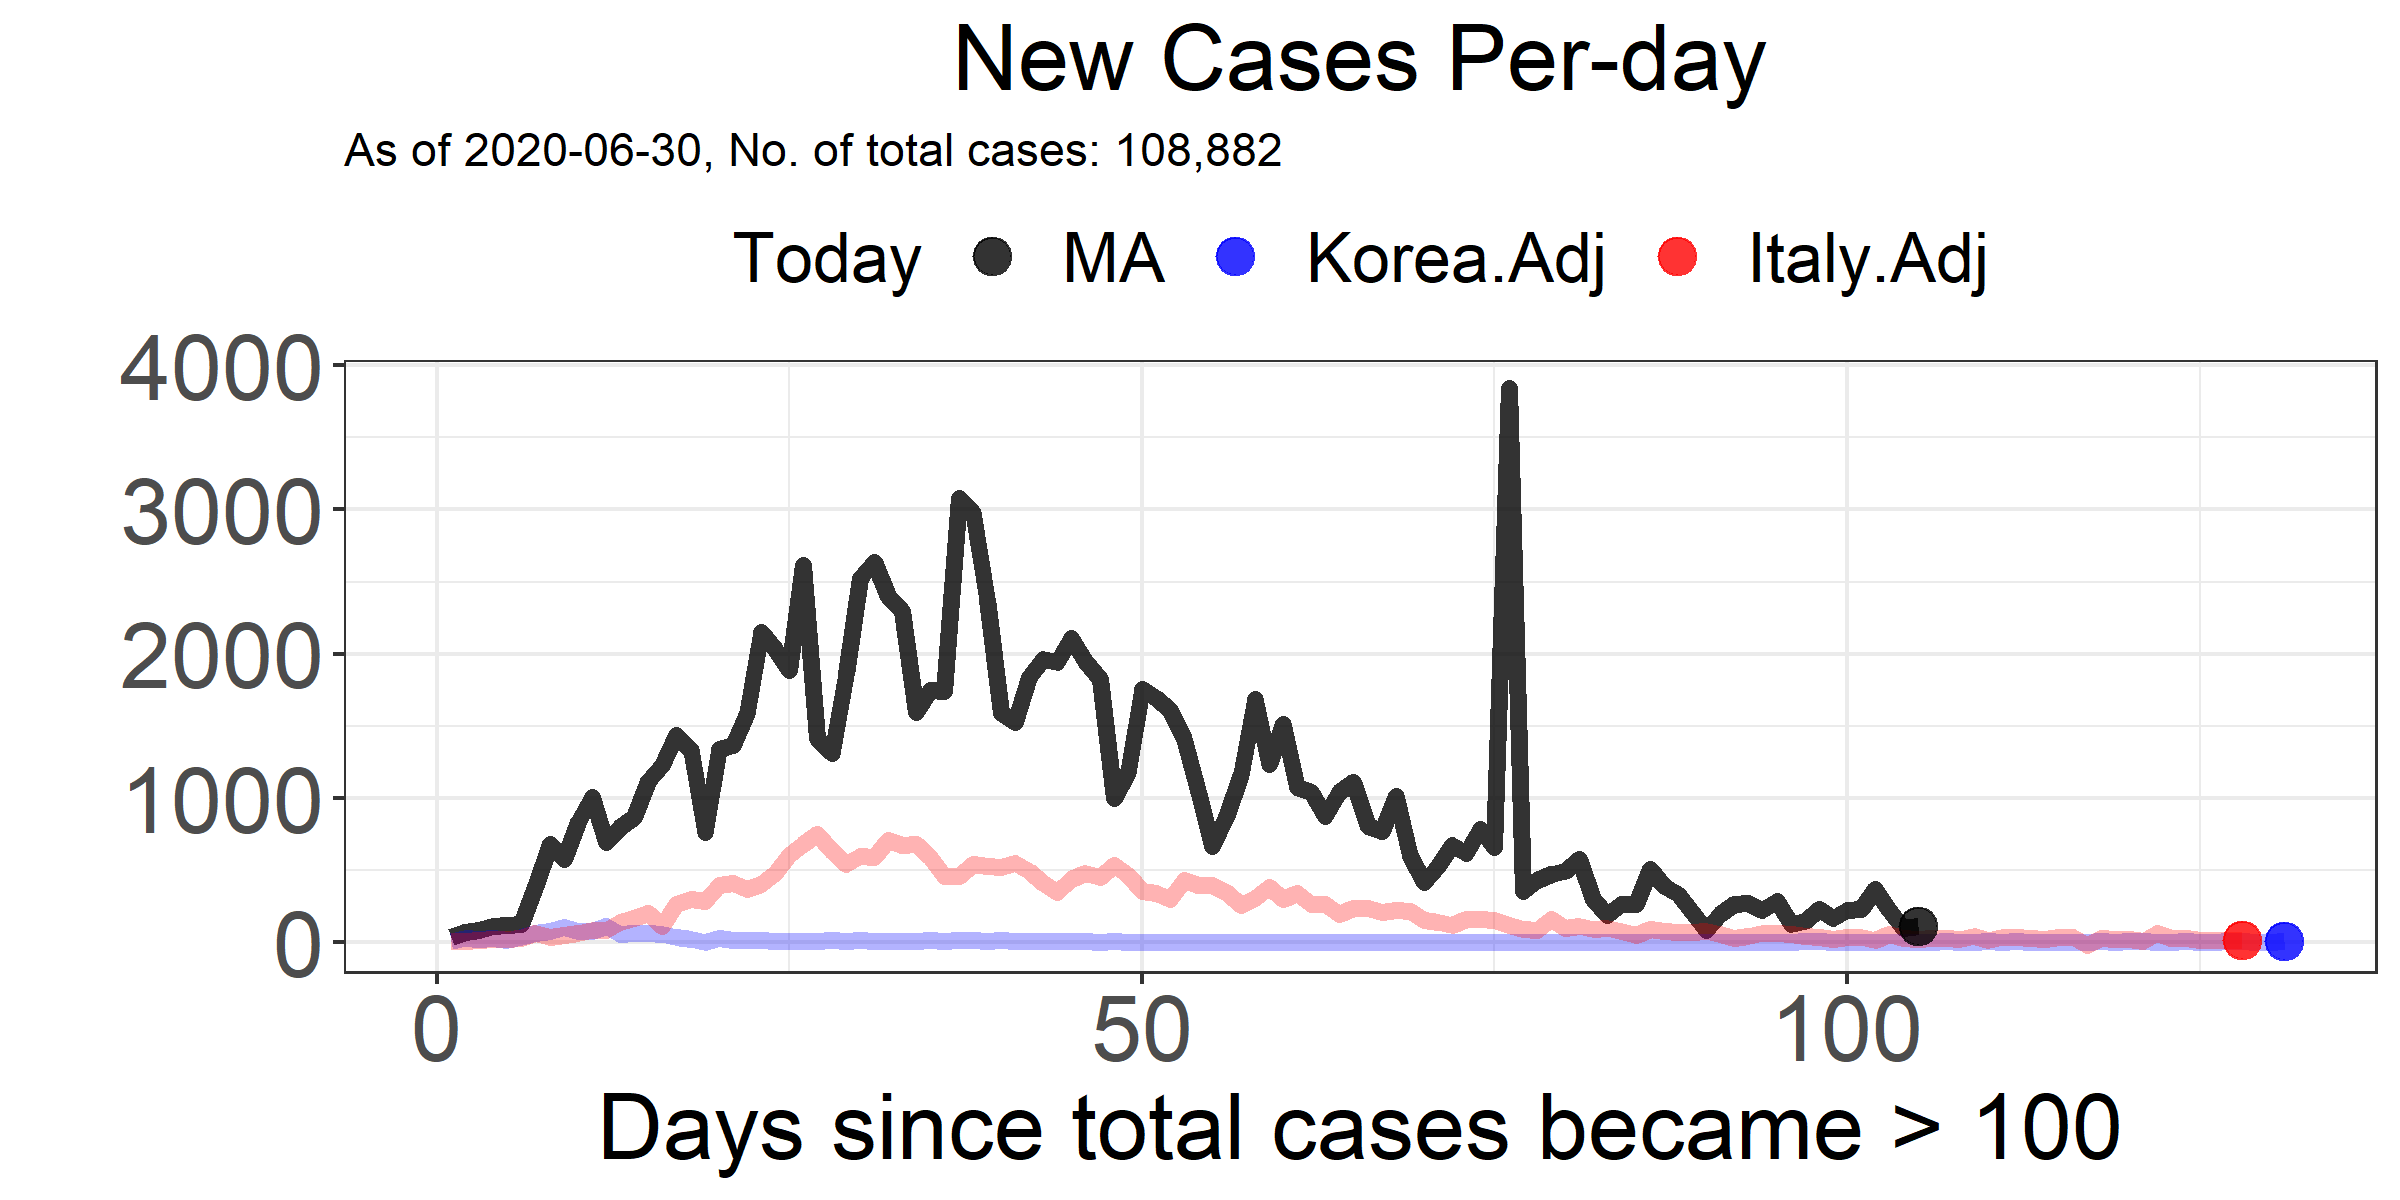 New Cases Per-day
As of 2020-06-30, No. of total cases: 108,882
Today MA Korea.Adj Italy.Adj
4000
3000
2000
1000
0
0 50 100
Days since total cases became > 100